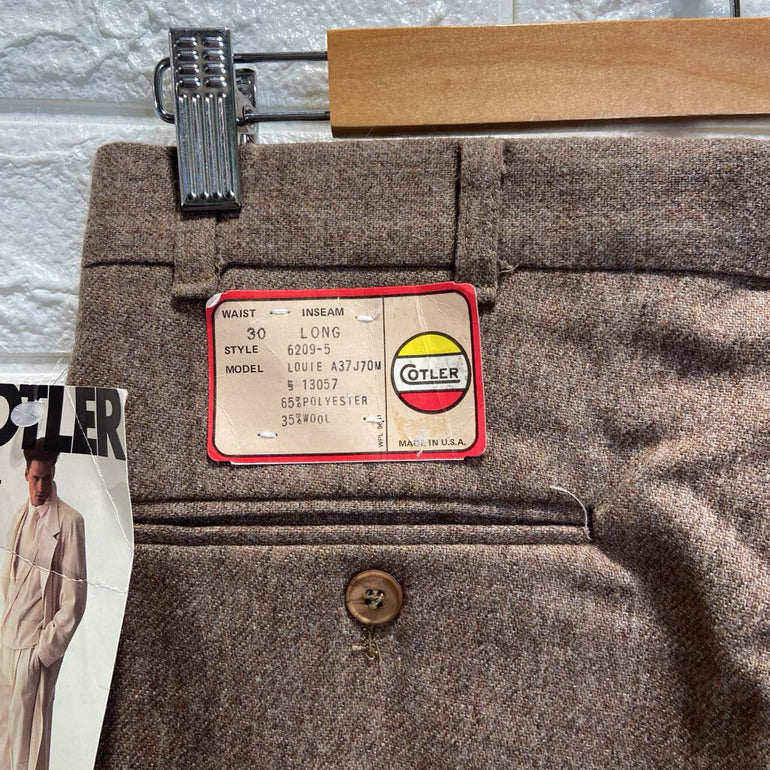 WAIST INSEAM
30 LONG
STYLE 6209-5
MODEL LOUIE A37J70M
13057
65%POLYESTER
35%WOOL
COTLER
MADE IN U.S.A.
OTLER